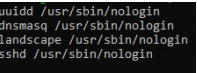 uuidd /usr/sbin/nologin
dnsmasq /usr/sbin/nologin
landscape /usr/sbin/nologin
sshd /usr/sbin/nologin